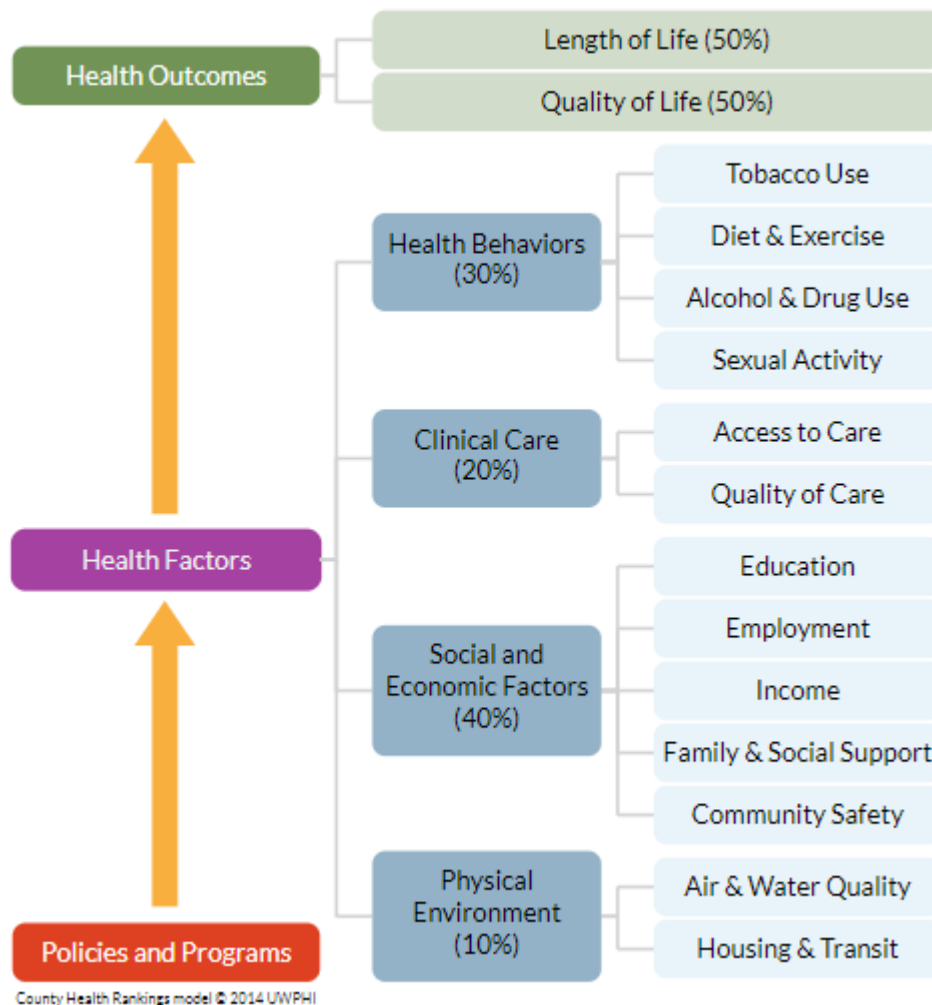 Health Outcomes
Length of Life (50%)
Quality of Life (50%)
Health Factors
Health Behaviors
(30%)
Tobacco Use
Diet & Exercise
Alcohol & Drug Use
Sexual Activity
Clinical Care
(20%)
Access to Care
Quality of Care
Social and
Economic Factors
(40%)
Education
Employment
Income
Family & Social Support
Community Safety
Physical
Environment
(10%)
Air & Water Quality
Housing & Transit
Policies and Programs
County Health Rankings model © 2014 UWPHI